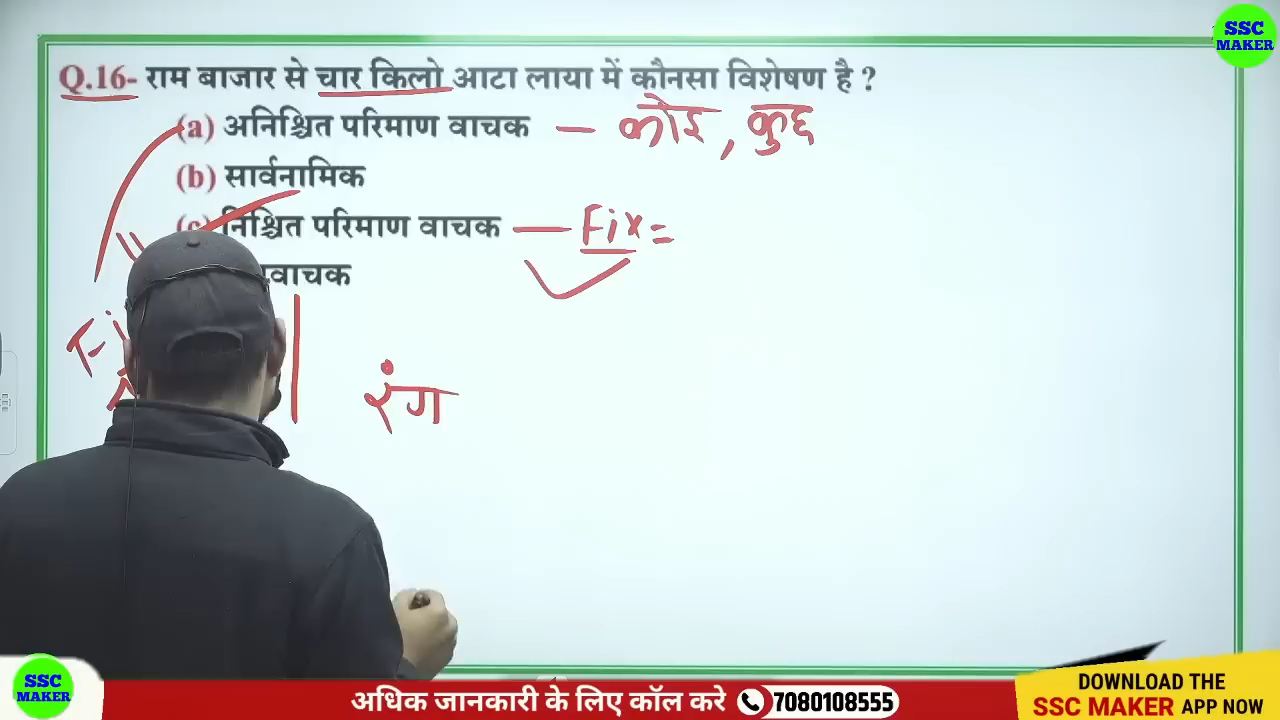 SSC
MAKER
Q.16- राम बाजार से चार किलो आटा लाया में कौनसा विशेषण है ?
(a) अनिश्चित परिमाण वाचक — कोई, कुछ
(b) सार्वनामिक
(c) निश्चित परिमाण वाचक — Fix =
वाचक
रंग
SSC
MAKER
अधिक जानकारी के लिए कॉल करे 7080108555
DOWNLOAD THE
SSC MAKER APP NOW